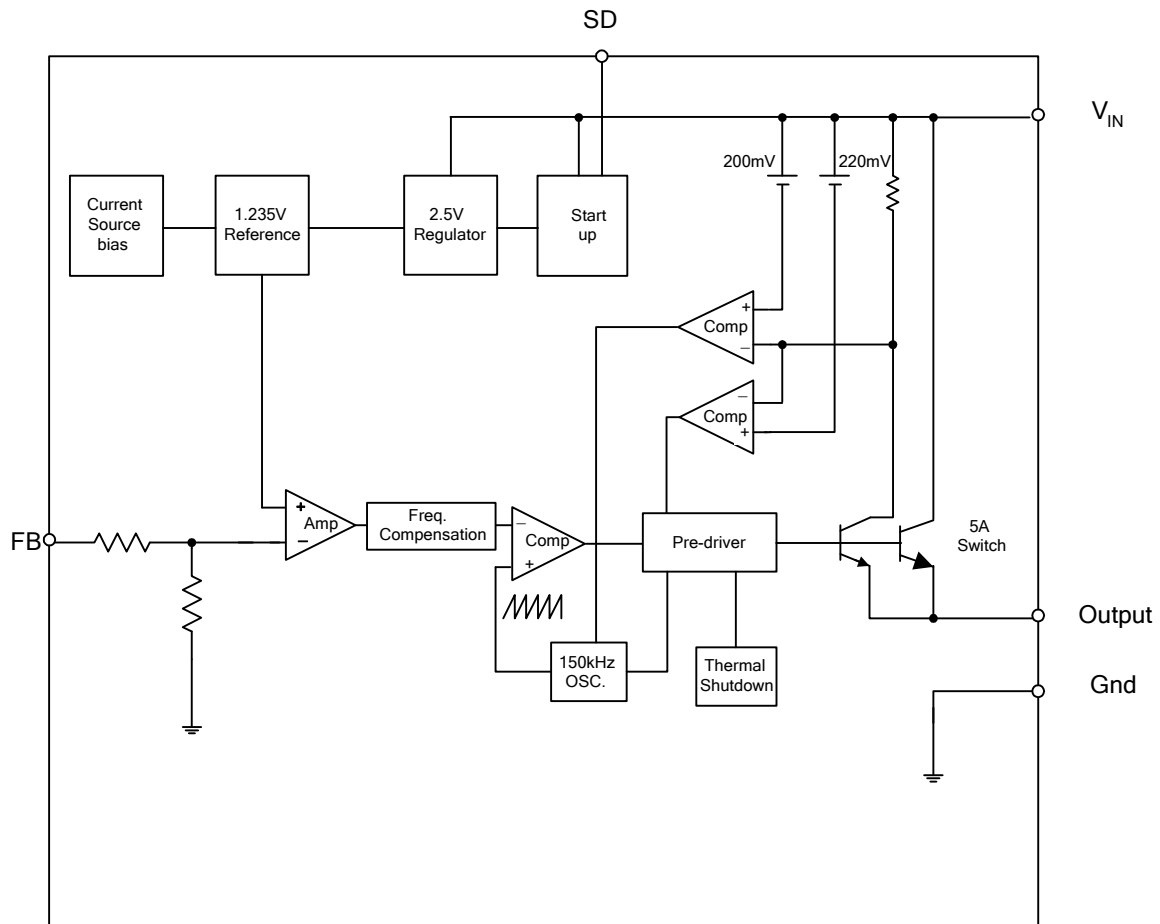 SD
V_IN
200mV
220mV
Current
Source
bias
1.235V
Reference
2.5V
Regulator
Start
up
+
Comp
−
−
Comp
+
FB
+
Amp
−
Freq.
Compensation
−
Comp
+
Pre-driver
5A
Switch
Output
150kHz
OSC.
Thermal
Shutdown
Gnd